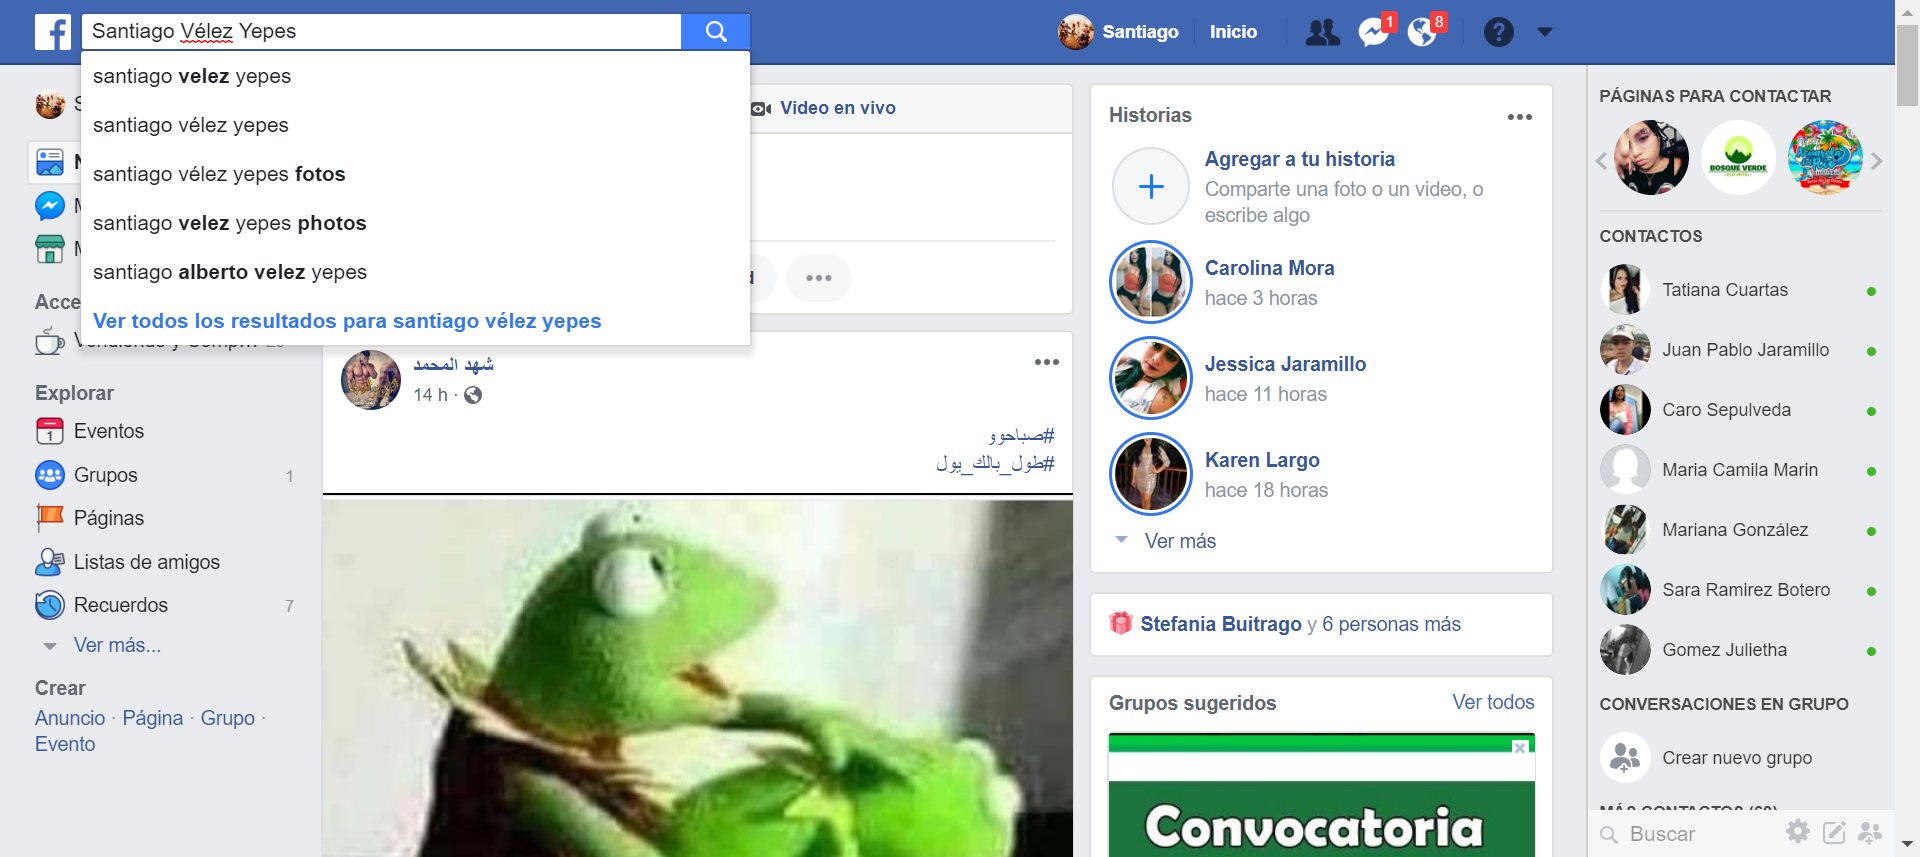 Santiago Vélez Yepes
Santiago
Inicio
1
8
santiago velez yepes
santiago vélez yepes
santiago vélez yepes fotos
santiago velez yepes photos
santiago alberto velez yepes
Ver todos los resultados para santiago vélez yepes
Acce
Explorar
1
Eventos
Grupos 1
Páginas
Listas de amigos
Recuerdos 7
Ver más...
Crear
Anuncio · Página · Grupo ·
Evento
Video en vivo
شهد المحمد
14 h ·
#صباحوو
#طول_بالك_يول
Historias
Agregar a tu historia
Comparte una foto o un video, o
escribe algo
Carolina Mora
hace 3 horas
Jessica Jaramillo
hace 11 horas
Karen Largo
hace 18 horas
Ver más
Stefania Buitrago y 6 personas más
Grupos sugeridos
Ver todos
Convocatoria
PÁGINAS PARA CONTACTAR
BOSQUE VERDE
CONTACTOS
Tatiana Cuartas
Juan Pablo Jaramillo
Caro Sepulveda
Maria Camila Marin
Mariana González
Sara Ramirez Botero
Gomez Julietha
CONVERSACIONES EN GRUPO
Crear nuevo grupo
MÁS CONTACTOS (60)
Buscar